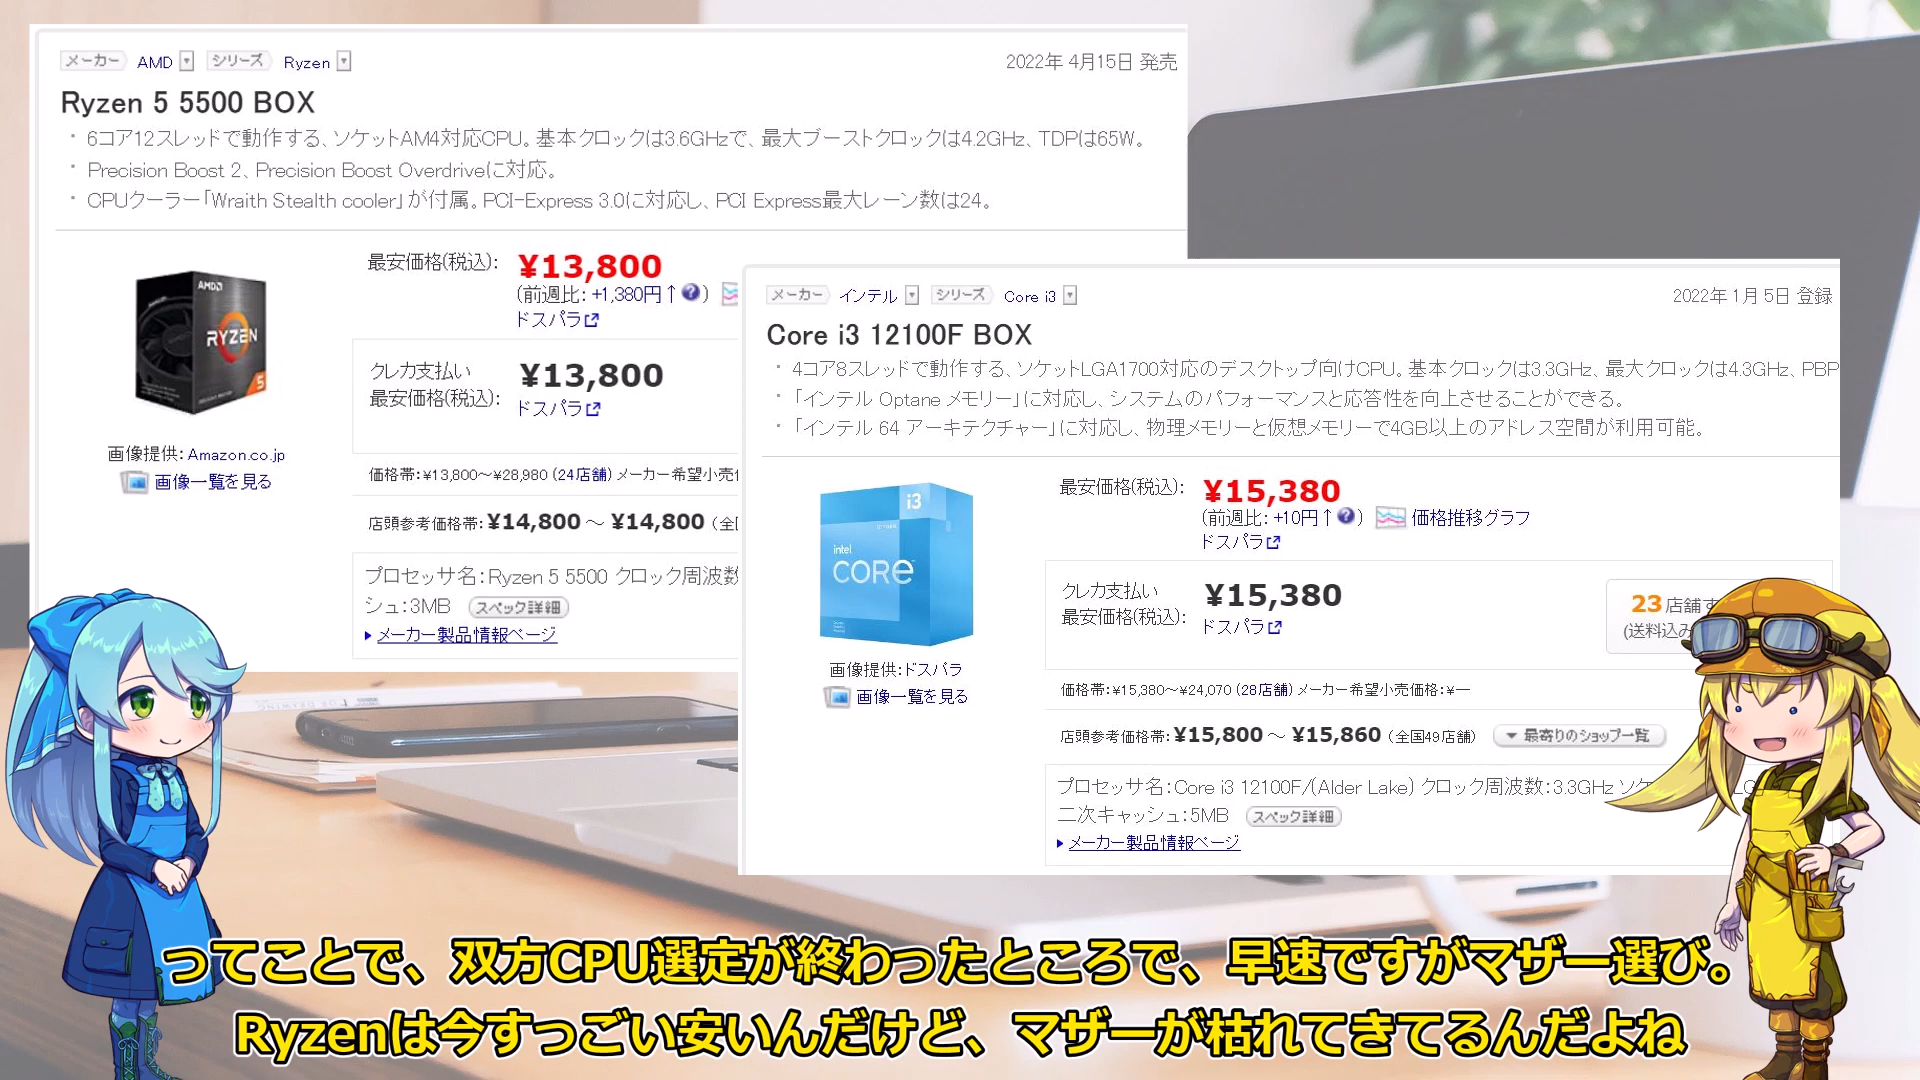 メーカー AMD シリーズ Ryzen
2022年 4月15日 発売
Ryzen 5 5500 BOX
・ 6コア12スレッドで動作する、ソケットAM4対応CPU。基本クロックは3.6GHzで、最大ブーストクロックは4.2GHz、TDPは65W。
・ Precision Boost 2、Precision Boost Overdriveに対応。
・ CPUクーラー「Wraith Stealth cooler」が付属。PCI-Express 3.0に対応し、PCI Express最大レーン数は24。
AMD
RYZEN
5
画像提供：Amazon.co.jp
画像一覧を見る
最安価格(税込)： ¥13,800
(前週比：+1,380円↑ ?)
ドスパラ
クレカ支払い
最安価格(税込)：
¥13,800
ドスパラ
価格帯：¥13,800～¥28,980 (24店舗) メーカー希望小売
店頭参考価格帯：¥14,800 ～ ¥14,800 (全
プロセッサ名：Ryzen 5 5500 クロック周波数
シュ：3MB スペック詳細
メーカー製品情報ページ
メーカー インテル シリーズ Core i3
2022年 1月 5日 登録
Core i3 12100F BOX
・ 4コア8スレッドで動作する、ソケットLGA1700対応のデスクトップ向けCPU。基本クロックは3.3GHz、最大クロックは4.3GHz、PBP
・ 「インテル Optane メモリー」に対応し、システムのパフォーマンスと応答性を向上させることができる。
・ 「インテル 64 アーキテクチャー」に対応し、物理メモリーと仮想メモリーで4GB以上のアドレス空間が利用可能。
i3
intel
CORE
画像提供：ドスパラ
画像一覧を見る
最安価格(税込)： ¥15,380
(前週比：+10円↑ ?) 価格推移グラフ
ドスパラ
クレカ支払い
最安価格(税込)：
¥15,380
ドスパラ
23店舗す
(送料込み
価格帯：¥15,380～¥24,070 (28店舗) メーカー希望小売価格：¥―
店頭参考価格帯：¥15,800 ～ ¥15,860 (全国49店舗) ▼ 最寄りのショップ一覧
プロセッサ名：Core i3 12100F/(Alder Lake) クロック周波数：3.3GHz ソケ
二次キャッシュ：5MB スペック詳細
メーカー製品情報ページ
ってことで、双方CPU選定が終わったところで、早速ですがマザー選び。
Ryzenは今すっごい安いんだけど、マザーが枯れてきてるんだよね